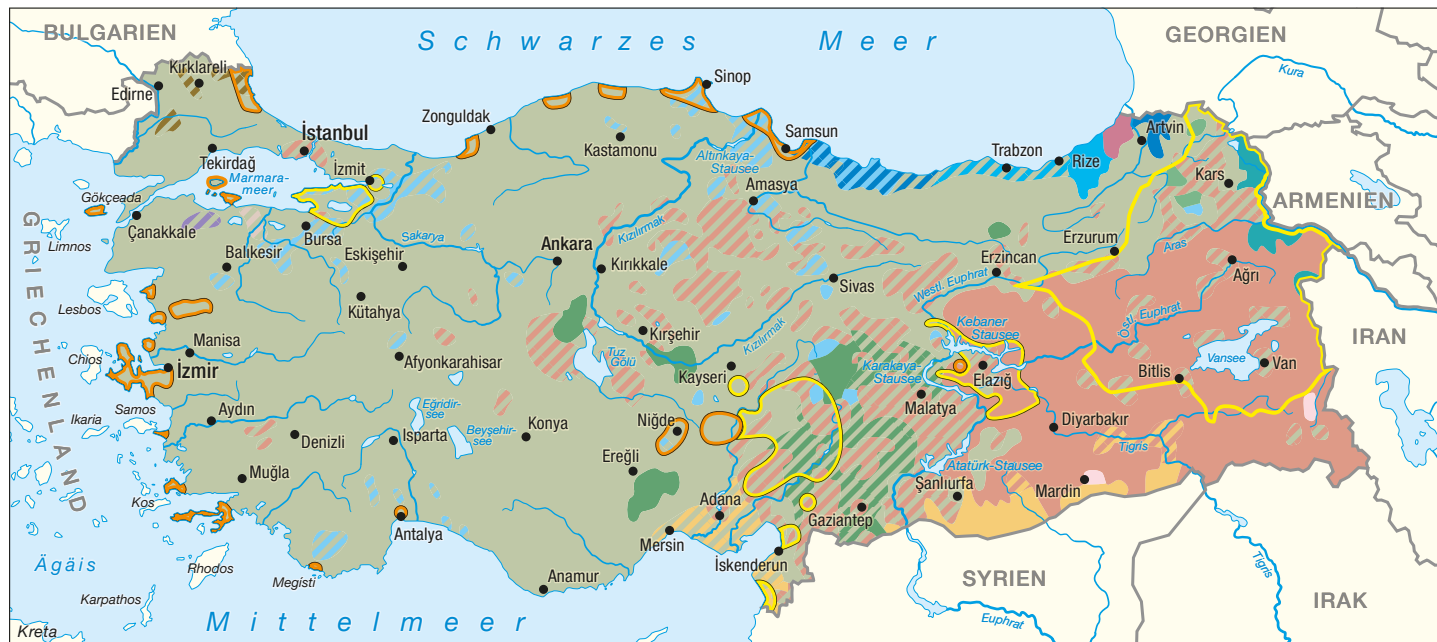 BULGARIEN
Schwarzes Meer
GEORGIEN
Kırklareli
Edirne
Sinop
Kura
Zonguldak
İstanbul
Kastamonu
Samsun
Artvin
Tekirdağ
Marmara-
meer
İzmit
Altınkaya-
Stausee
Trabzon
Rize
Gökçeada
Amasya
Kars
ARMENIEN
Çanakkale
Bursa
Sakarya
Kızılırmak
Limnos
Balıkesir
Eskişehir
Ankara
Kırıkkale
Erzincan
Erzurum
Aras
Ağrı
GRIECHENLAND
Lesbos
Kütahya
Sivas
Westl. Euphrat
Östl. Euphrat
IRAN
Manisa
Kırşehir
Kızılırmak
Kebaner
Stausee
Chios
İzmir
Afyonkarahisar
Tuz
Gölü
Kayseri
Karakaya-
Stausee
Elazığ
Bitlis
Vansee
Van
Malatya
Ikaria
Samos
Aydın
Eğridir-
see
Denizli
Isparta
Beyşehir-
see
Konya
Niğde
Diyarbakır
Tigris
Muğla
Ereğli
Atatürk-Stausee
Şanlıurfa
Mardin
Kos
Adana
Gaziantep
Antalya
Mersin
İskenderun
Ägäis
Rhodos
Megísti
Anamur
SYRIEN
Tigris
Karpathos
IRAK
Kreta
Mittelmeer
Euphrat